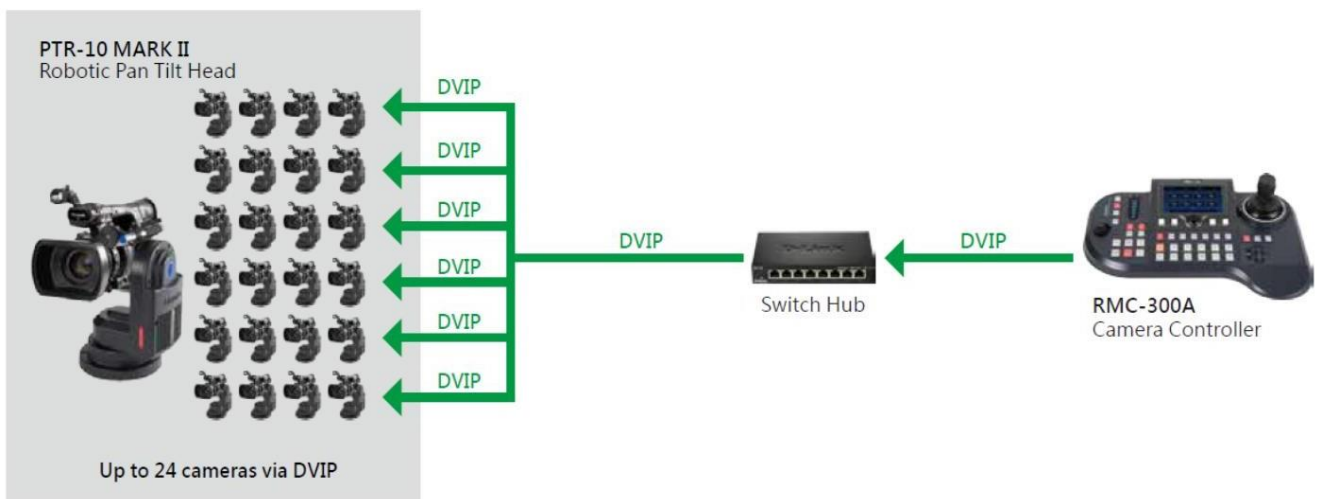 PTR-10 MARK II
Robotic Pan Tilt Head
DVIP
DVIP
DVIP
DVIP
DVIP
DVIP
DVIP
DVIP
D-Link
Switch Hub
RMC-300A
Camera Controller
Up to 24 cameras via DVIP